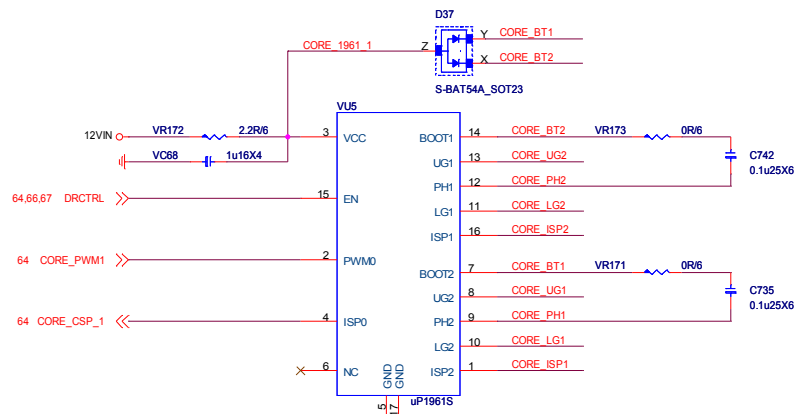 D37
CORE_1961_1
Z
Y
CORE_BT1
X
CORE_BT2
S-BAT54A_SOT23
VU5
12VIN
VR172
2.2R/6
3
VCC
BOOT1
14
CORE_BT2
VR173
0R/6
VC68
1u16X4
UG1
13
CORE_UG2
C742
0.1u25X6
PH1
12
CORE_PH2
64,66,67
DRCTRL
15
EN
LG1
11
CORE_LG2
ISP1
16
CORE_ISP2
64
CORE_PWM1
2
PWM0
BOOT2
7
CORE_BT1
VR171
0R/6
UG2
8
CORE_UG1
C735
0.1u25X6
64
CORE_CSP_1
4
ISP0
PH2
9
CORE_PH1
LG2
10
CORE_LG1
6
NC
ISP2
1
CORE_ISP1
GND
GND
5
17
uP1961S